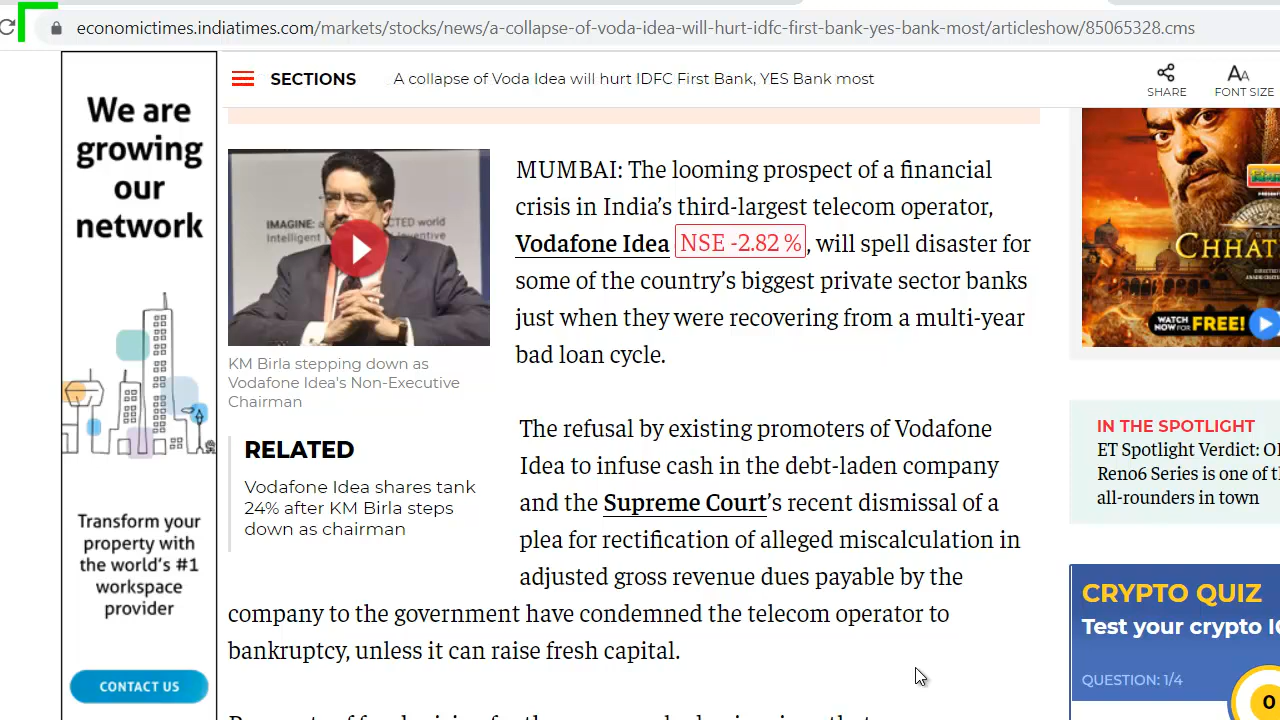 economictimes.indiatimes.com/markets/stocks/news/a-collapse-of-voda-idea-will-hurt-idfc-first-bank-yes-bank-most/articleshow/85065328.cms
SECTIONS
A collapse of Voda Idea will hurt IDFC First Bank, YES Bank most
SHARE
AA
FONT SIZE
We are
growing
our
network
Transform your
property with
the world's #1
workspace
provider
CONTACT US
IMAGINE:
CTED world
intelligent
KM Birla stepping down as
Vodafone Idea's Non-Executive
Chairman
RELATED
Vodafone Idea shares tank
24% after KM Birla steps
down as chairman
MUMBAI: The looming prospect of a financial
crisis in India’s third-largest telecom operator,
Vodafone Idea NSE -2.82 % , will spell disaster for
some of the country’s biggest private sector banks
just when they were recovering from a multi-year
bad loan cycle.
The refusal by existing promoters of Vodafone
Idea to infuse cash in the debt-laden company
and the Supreme Court’s recent dismissal of a
plea for rectification of alleged miscalculation in
adjusted gross revenue dues payable by the
company to the government have condemned the telecom operator to
bankruptcy, unless it can raise fresh capital.
CHHAT
WATCH
NOW FOR FREE!
IN THE SPOTLIGHT
ET Spotlight Verdict:
Reno6 Series is one of
all-rounders in town
CRYPTO QUIZ
Test your crypto
QUESTION: 1/4
0